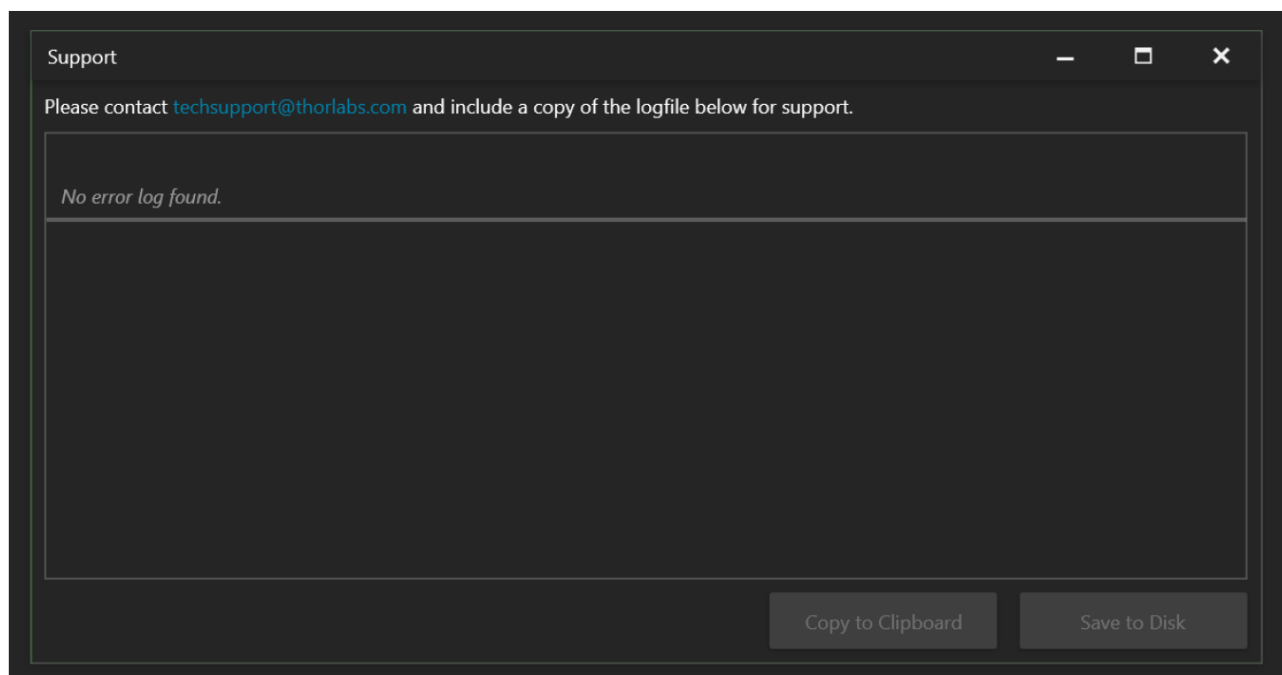 Support
Please contact techsupport@thorlabs.com and include a copy of the logfile below for support.
No error log found.
Copy to Clipboard
Save to Disk